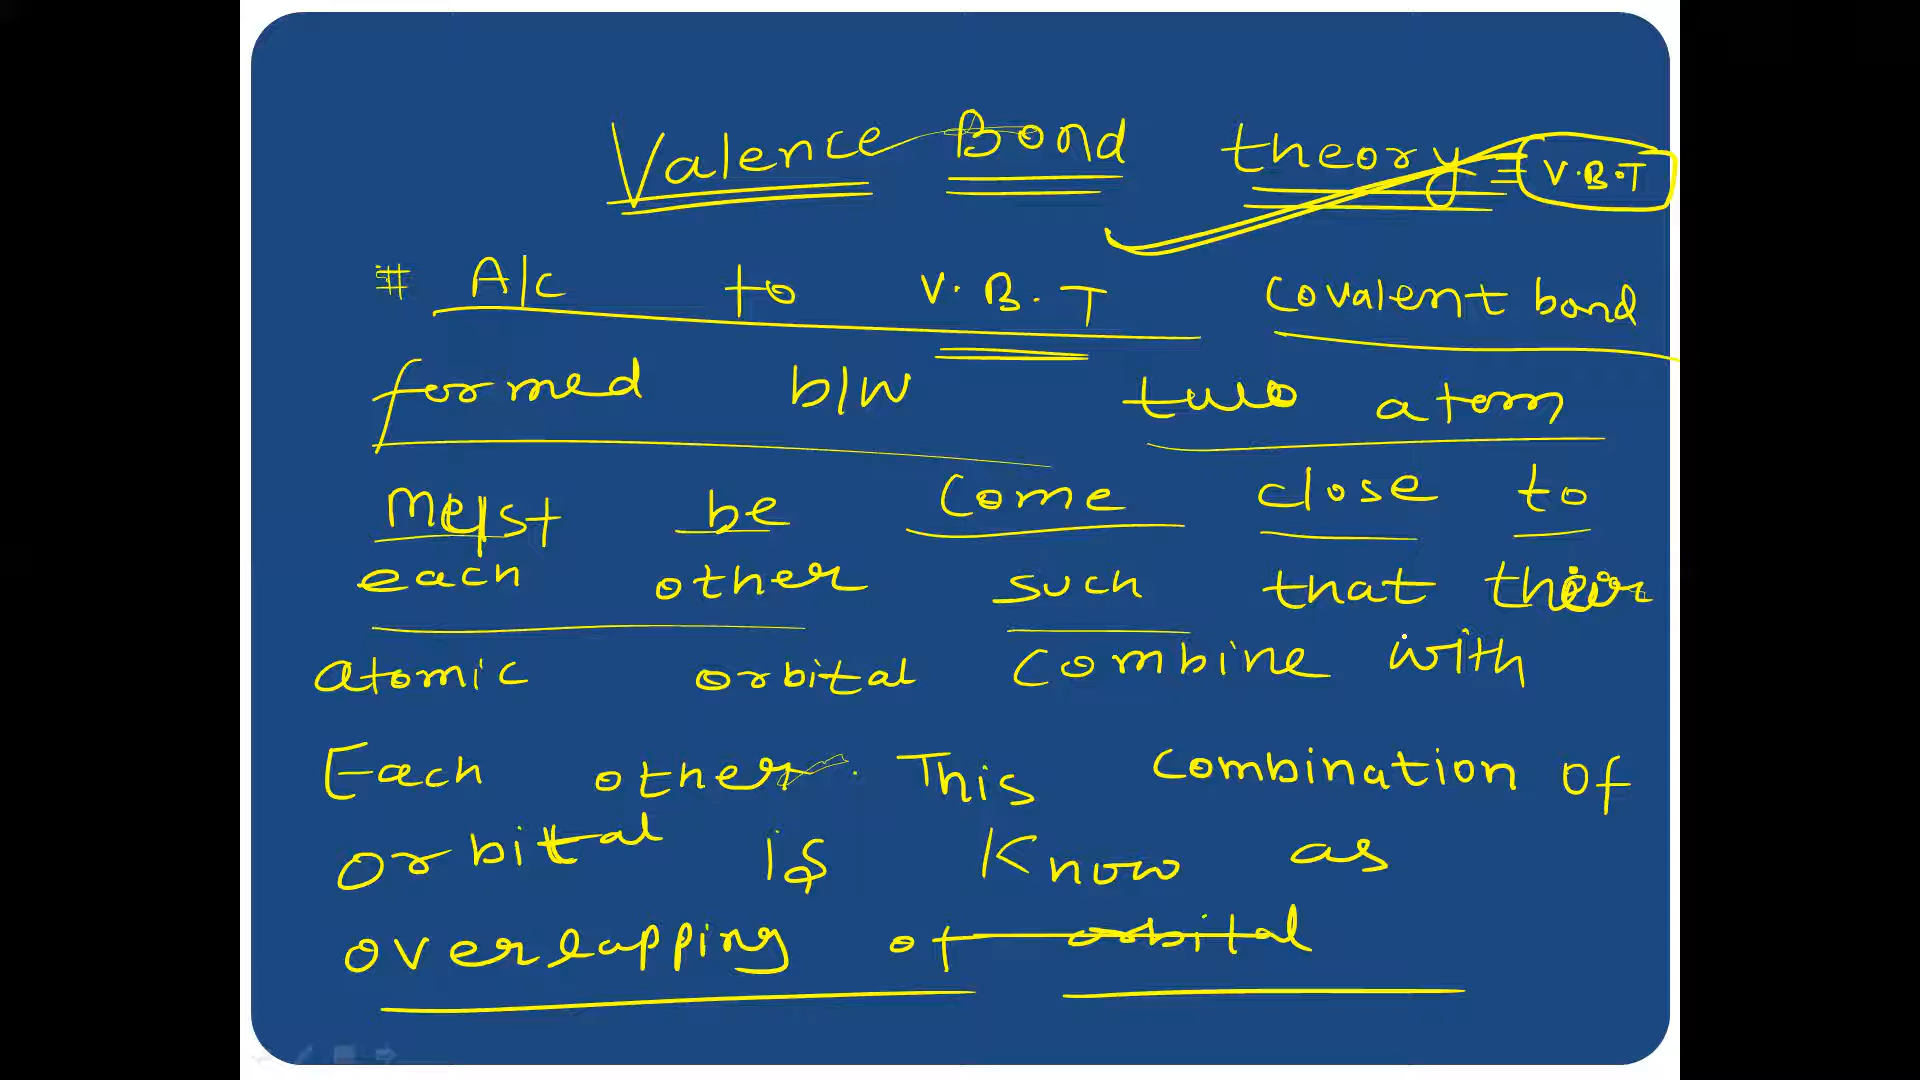 Valence Bond theory = V.B.T
# A/c to V.B.T covalent bond
formed b/w two atom
Must be come close to
each other such that their
atomic orbital combine with
Each other. This combination of
orbital is Know as
overlapping of orbital